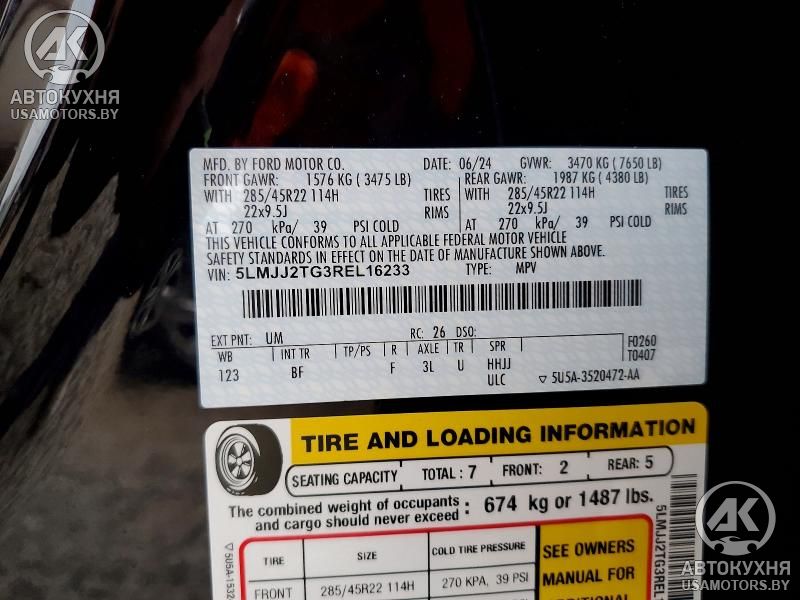 АК
АВТОКУХНЯ
USAMOTORS.BY
MFD. BY FORD MOTOR CO. DATE: 06/24 GVWR: 3470 KG (7650 LB)
FRONT GAWR: 1576 KG (3475 LB) REAR GAWR: 1987 KG (4380 LB)
WITH 285/45R22 114H TIRES WITH 285/45R22 114H TIRES
22x9.5J RIMS 22x9.5J RIMS
AT 270 kPa/ 39 PSI COLD AT 270 kPa/ 39 PSI COLD
THIS VEHICLE CONFORMS TO ALL APPLICABLE FEDERAL MOTOR VEHICLE
SAFETY STANDARDS IN EFFECT ON THE DATE OF MANUFACTURE SHOWN ABOVE.
VIN: 5LMJJ2TG3REL16233 TYPE: MPV
EXT PNT: UM RC: 26 DSO: F0260
WB INT TR TP/PS R AXLE TR SPR T0407
123 BF F 3L U HHJJ
ULC ▽ 5U5A-3520472-AA
TIRE AND LOADING INFORMATION
SEATING CAPACITY TOTAL: 7 FRONT: 2 REAR: 5
The combined weight of occupants and cargo should never exceed: 674 kg or 1487 lbs.
TIRE SIZE COLD TIRE PRESSURE
FRONT 285/45R22 114H 270 KPA, 39 PSI
SEE OWNERS
MANUAL FOR
▽ 5U5A-1532
5LMJJ2TG3REL
АК
АВТОКУХНЯ
USAMOTORS.BY